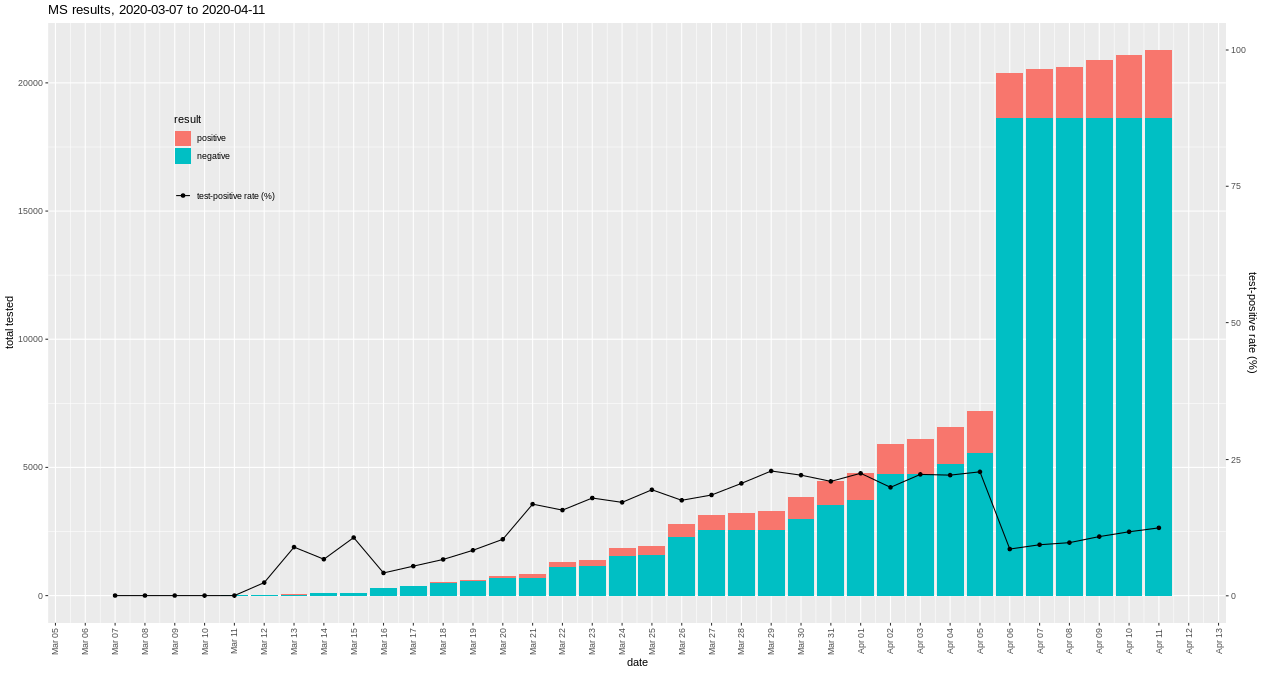 MS results, 2020-03-07 to 2020-04-11
total tested
20000
15000
10000
5000
0
result
positive
negative
test-positive rate (%)
100
75
50
25
0
test-positive rate (%)
Mar 05
Mar 06
Mar 07
Mar 08
Mar 09
Mar 10
Mar 11
Mar 12
Mar 13
Mar 14
Mar 15
Mar 16
Mar 17
Mar 18
Mar 19
Mar 20
Mar 21
Mar 22
Mar 23
Mar 24
Mar 25
Mar 26
Mar 27
Mar 28
Mar 29
Mar 30
Mar 31
Apr 01
Apr 02
Apr 03
Apr 04
Apr 05
Apr 06
Apr 07
Apr 08
Apr 09
Apr 10
Apr 11
Apr 12
Apr 13
date